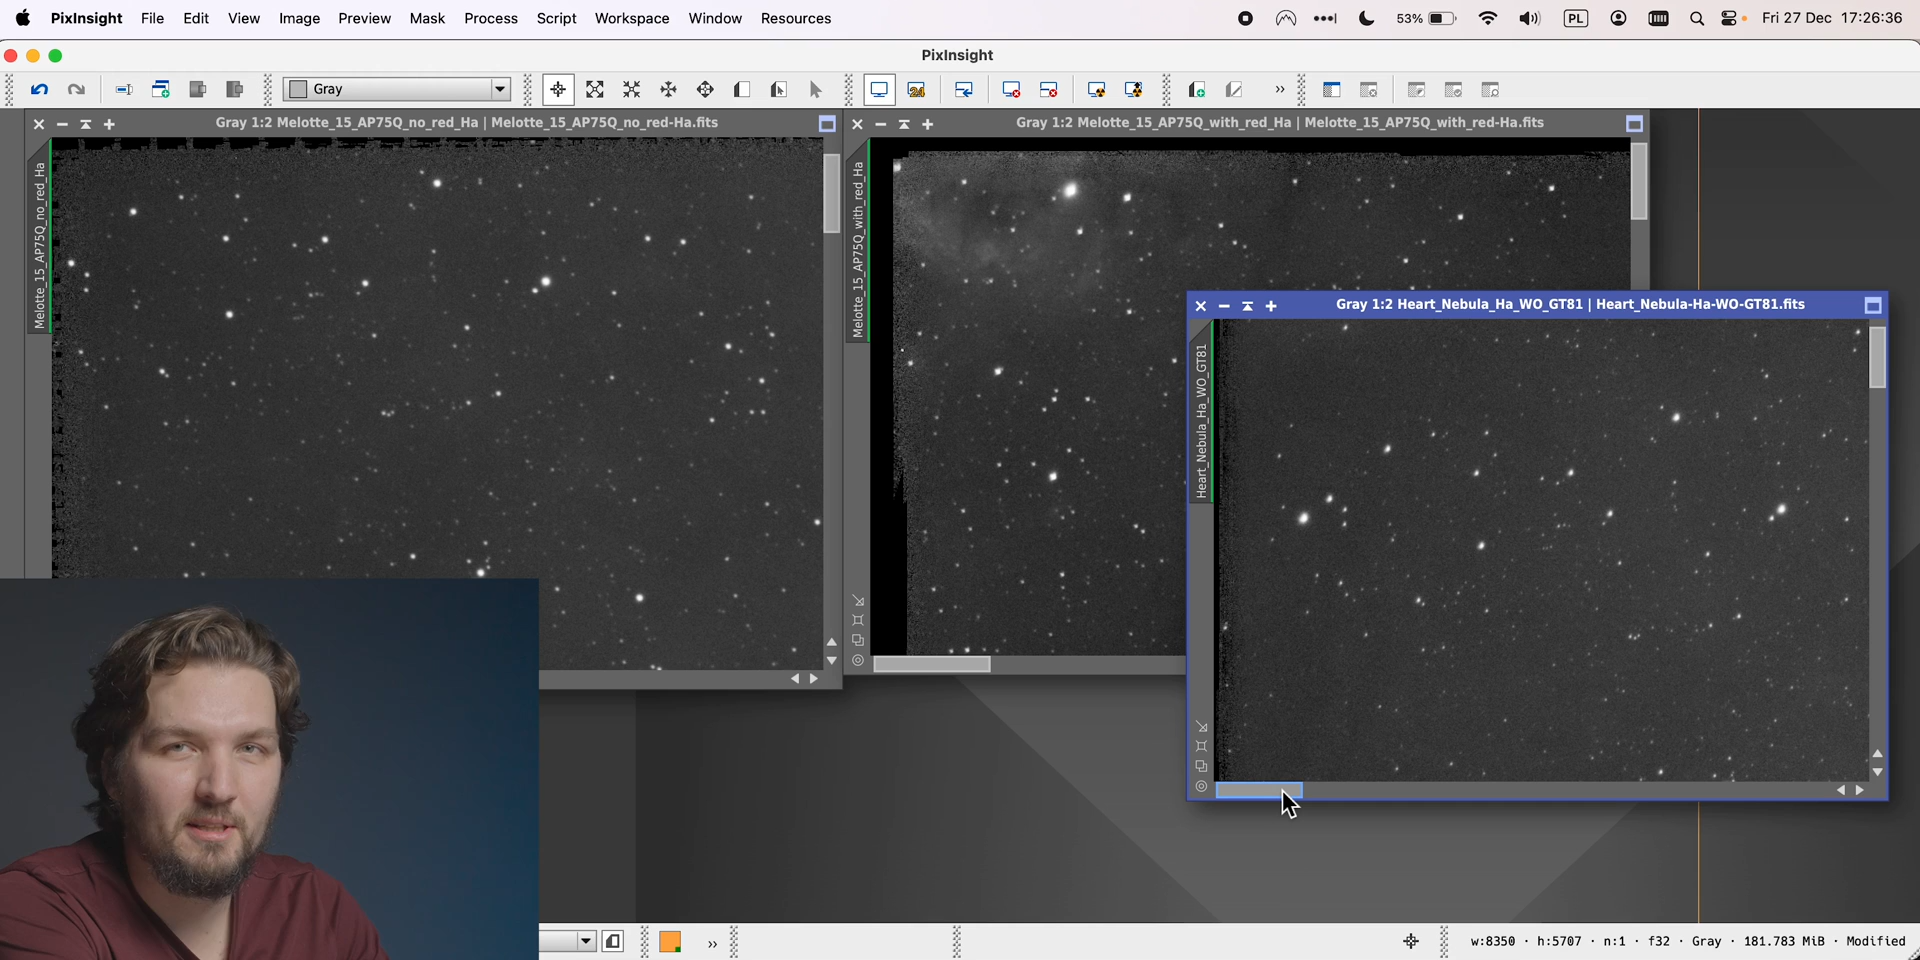 PixInsight File Edit View Image Preview Mask Process Script Workspace Window Resources 53% PL Fri 27 Dec 17:26:36
PixInsight
Gray 24 »
Gray 1:2 Melotte_15_AP75Q_no_red_Ha | Melotte_15_AP75Q_no_red-Ha.fits
Gray 1:2 Melotte_15_AP75Q_with_red_Ha | Melotte_15_AP75Q_with_red-Ha.fits
Melotte_15_AP75Q_no_red_Ha
Melotte_15_AP75Q_with_red_Ha
Gray 1:2 Heart_Nebula_Ha_WO_GT81 | Heart_Nebula-Ha-WO-GT81.fits
Heart_Nebula_Ha_WO_GT81
» w:8350 · h:5707 · n:1 · f32 · Gray · 181.783 MiB · Modified